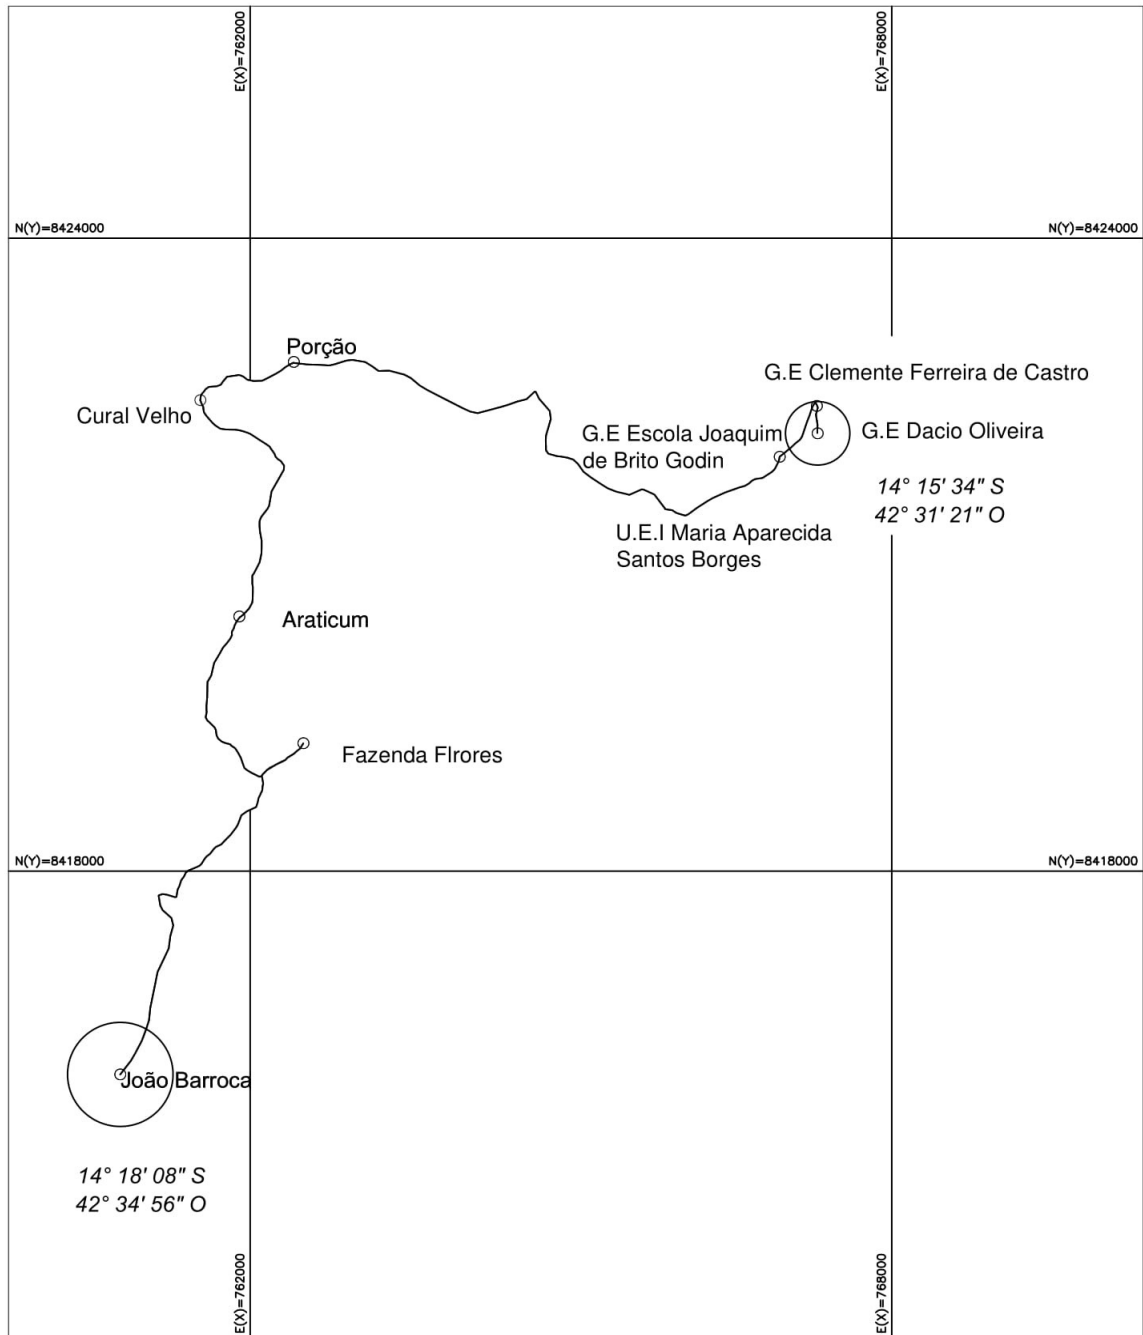 E(X)=762000
E(X)=768000
N(Y)=8424000
N(Y)=8424000
Porção
G.E Clemente Ferreira de Castro
Cural Velho
G.E Escola Joaquim
de Brito Godin
G.E Dacio Oliveira
14° 15' 34" S
42° 31' 21" O
U.E.I Maria Aparecida
Santos Borges
Araticum
Fazenda Flrores
N(Y)=8418000
N(Y)=8418000
João Barroca
14° 18' 08" S
42° 34' 56" O
E(X)=762000
E(X)=768000